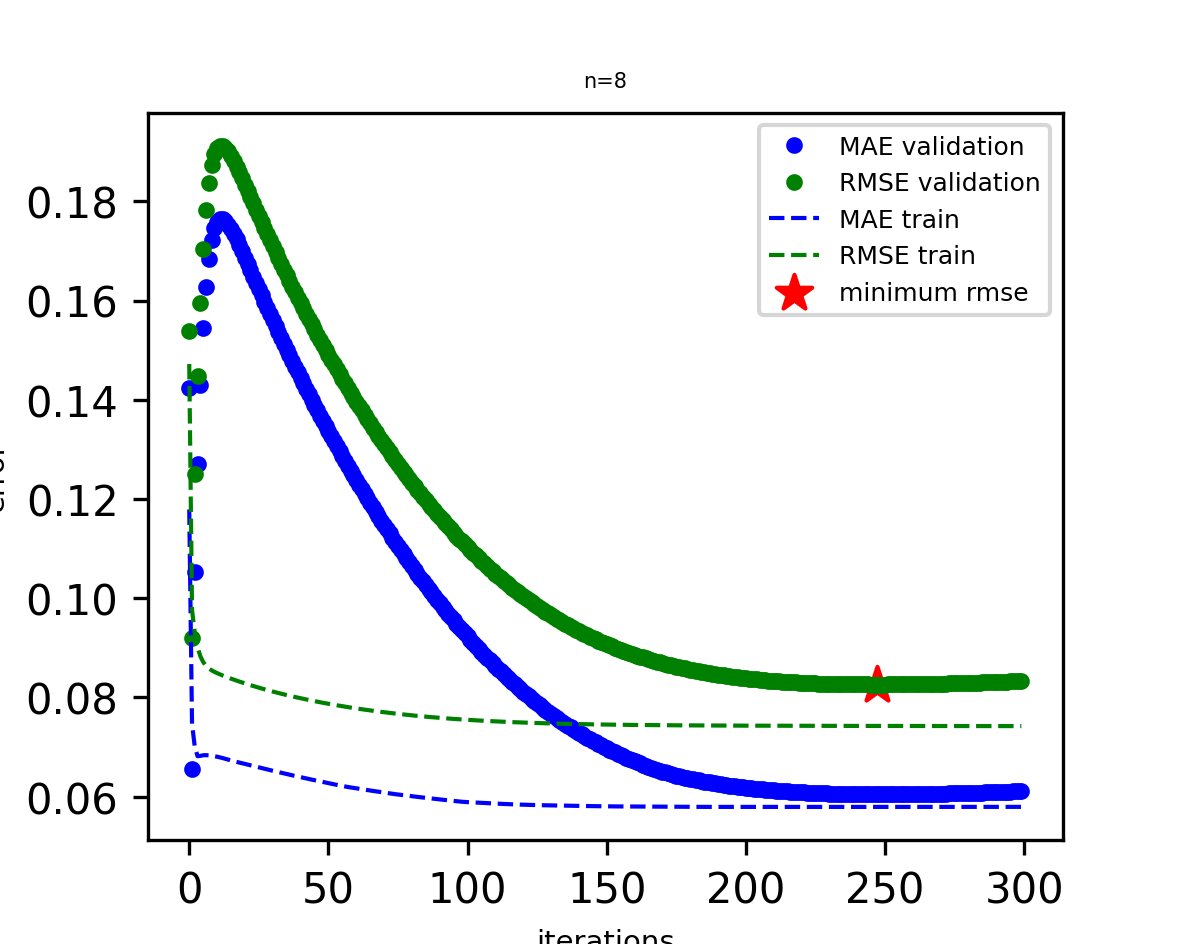 n=8
MAE validation
RMSE validation
MAE train
RMSE train
minimum rmse
0.18
0.16
0.14
0.12
0.10
0.08
0.06
0 50 100 150 200 250 300
iterations